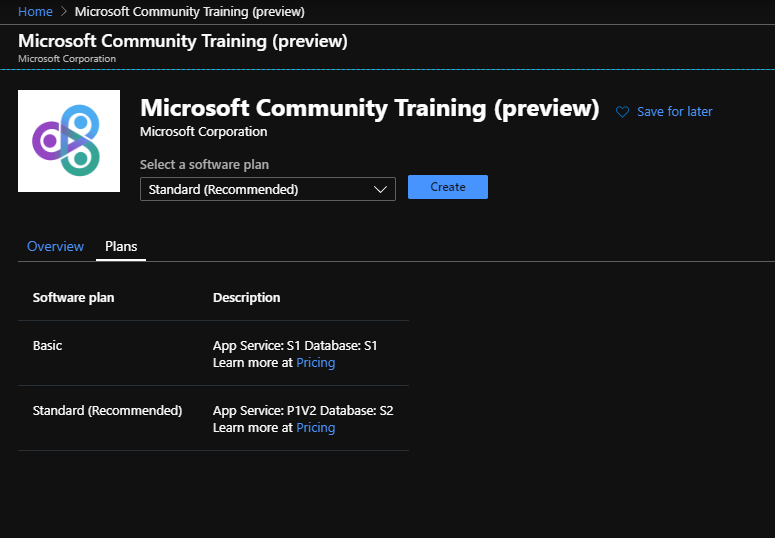 Home > Microsoft Community Training (preview)
Microsoft Community Training (preview)
Microsoft Corporation
Microsoft Community Training (preview) Save for later
Microsoft Corporation
Select a software plan
Standard (Recommended) Create
Overview Plans
Software plan Description
Basic App Service: S1 Database: S1
Learn more at Pricing
Standard (Recommended) App Service: P1V2 Database: S2
Learn more at Pricing